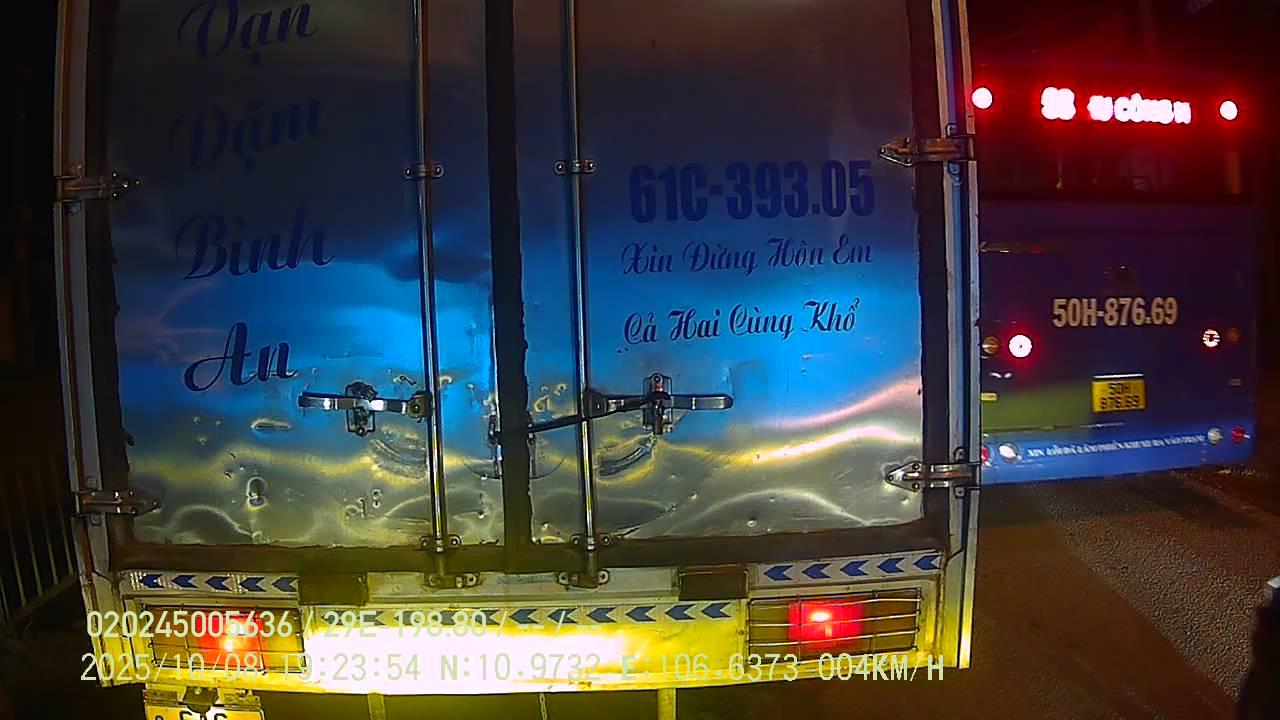 Vạn
Dặm
Bình
An
61C-393.05
Xin Đừng Hôn Em
Cả Hai Cùng Khổ
50H-876.69
50H
876.69
020245005636 / 29E-198.80 / -- / --
2025/10/08 19:23:54 N:10.9732 E:106.6373 004KM/H